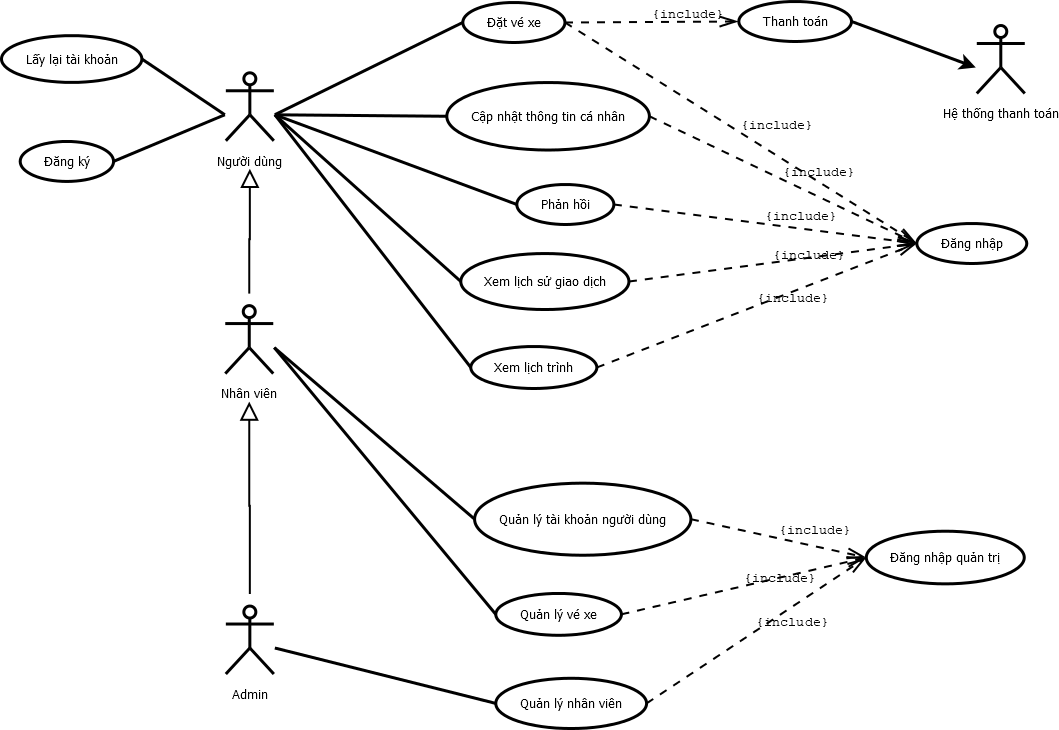 Đặt vé xe
{include}
Thanh toán
Lấy lại tài khoản
Hệ thống thanh toán
Cập nhật thông tin cá nhân
{include}
Đăng ký
Người dùng
{include}
Phản hồi
{include}
Đăng nhập
{include}
Xem lịch sử giao dịch
{include}
Xem lịch trình
Nhân viên
Quản lý tài khoản người dùng
{include}
Đăng nhập quản trị
{include}
Quản lý vé xe
{include}
Admin
Quản lý nhân viên